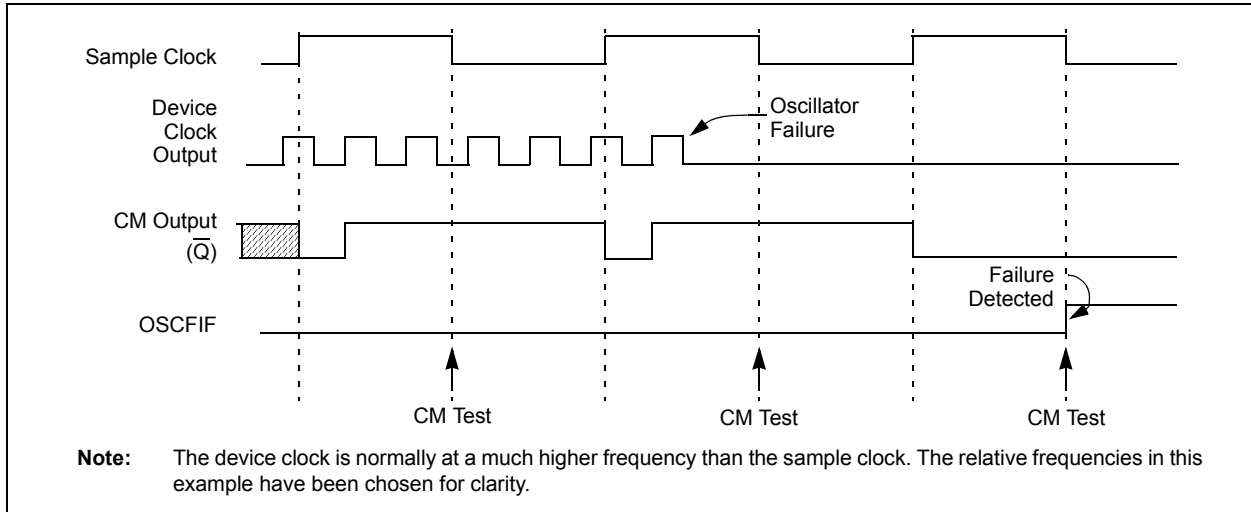 Sample Clock
Device
Clock
Output
Oscillator
Failure
CM Output
(Q̅)
Failure
Detected
OSCFIF
CM Test
CM Test
CM Test
Note: The device clock is normally at a much higher frequency than the sample clock. The relative frequencies in this
example have been chosen for clarity.